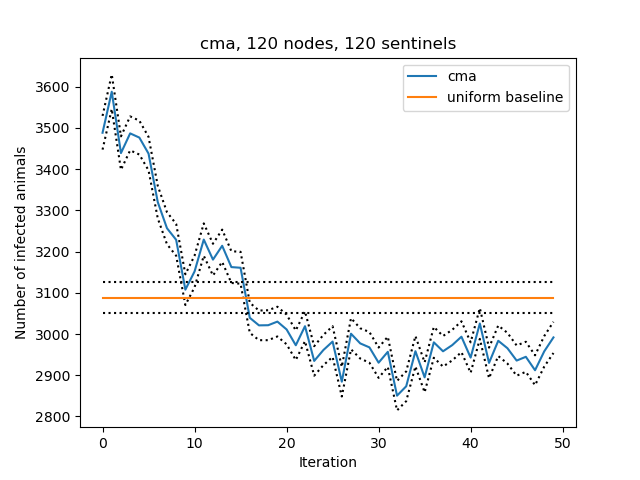 cma, 120 nodes, 120 sentinels
cma
uniform baseline
Number of infected animals
3600
3500
3400
3300
3200
3100
3000
2900
2800
0 10 20 30 40 50
Iteration